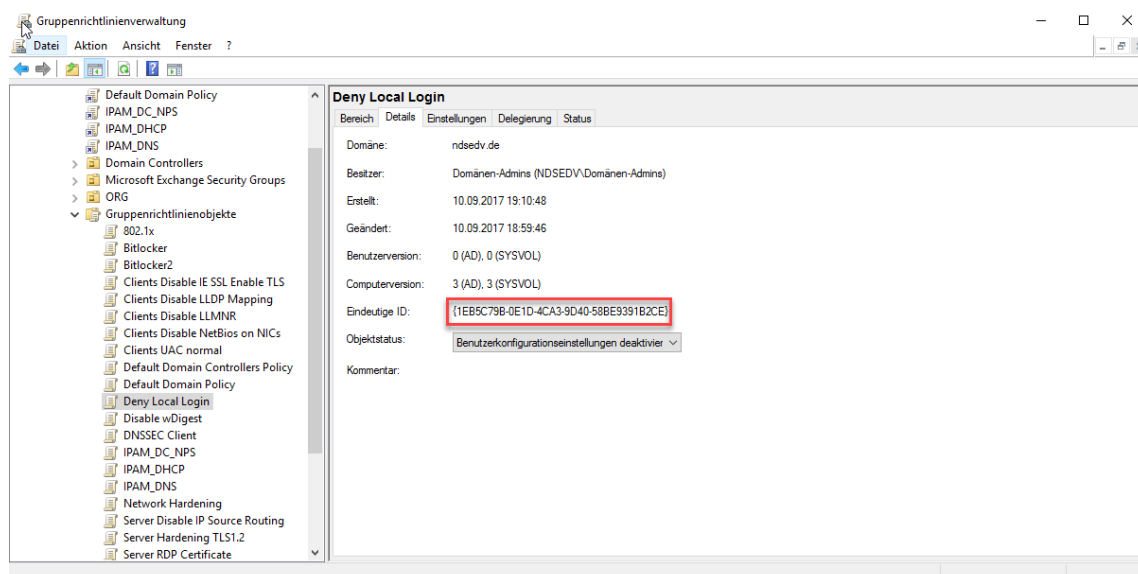 Gruppenrichtlinienverwaltung
Datei Aktion Ansicht Fenster ?
Default Domain Policy
IPAM_DC_NPS
IPAM_DHCP
IPAM_DNS
Domain Controllers
Microsoft Exchange Security Groups
ORG
Gruppenrichtlinienobjekte
802.1x
Bitlocker
Bitlocker2
Clients Disable IE SSL Enable TLS
Clients Disable LLDP Mapping
Clients Disable LLMNR
Clients Disable NetBios on NICs
Clients UAC normal
Default Domain Controllers Policy
Default Domain Policy
Deny Local Login
Disable wDigest
DNSSEC Client
IPAM_DC_NPS
IPAM_DHCP
IPAM_DNS
Network Hardening
Server Disable IP Source Routing
Server Hardening TLS1.2
Server RDP Certificate
Deny Local Login
Bereich Details Einstellungen Delegierung Status
Domäne: ndsedv.de
Besitzer: Domänen-Admins (NDSEDV\Domänen-Admins)
Erstellt: 10.09.2017 19:10:48
Geändert: 10.09.2017 18:59:46
Benutzerversion: 0 (AD), 0 (SYSVOL)
Computerversion: 3 (AD), 3 (SYSVOL)
Eindeutige ID: {1EB5C79B-0E1D-4CA3-9D40-58BE9391B2CE}
Objektstatus: Benutzerkonfigurationseinstellungen deaktivier
Kommentar: